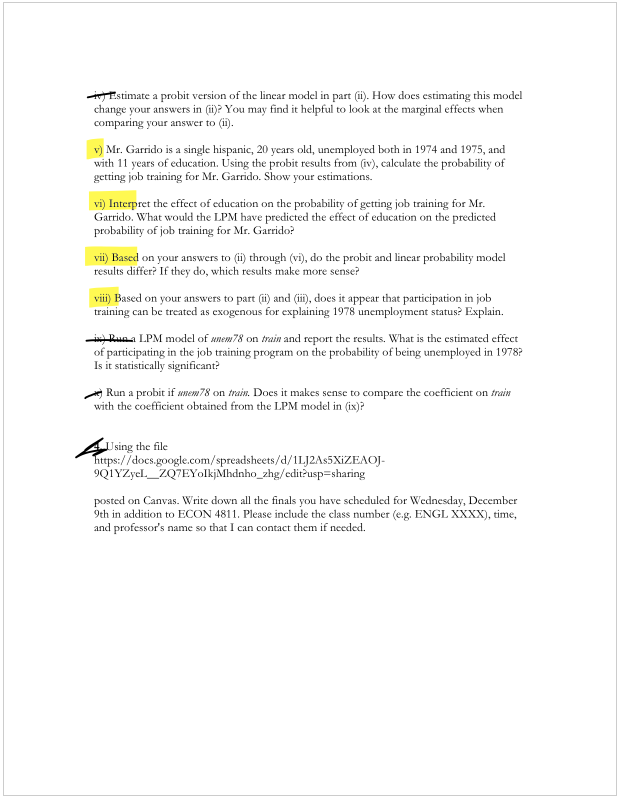 iv) Estimate a probit version of the linear model in part (ii). How does estimating this model
change your answers in (ii)? You may find it helpful to look at the marginal effects when
comparing your answer to (ii).
v) Mr. Garrido is a single hispanic, 20 years old, unemployed both in 1974 and 1975, and
with 11 years of education. Using the probit results from (iv), calculate the probability of
getting job training for Mr. Garrido. Show your estimations.
vi) Interpret the effect of education on the probability of getting job training for Mr.
Garrido. What would the LPM have predicted the effect of education on the predicted
probability of job training for Mr. Garrido?
vii) Based on your answers to (ii) through (vi), do the probit and linear probability model
results differ? If they do, which results make more sense?
viii) Based on your answers to part (ii) and (iii), does it appear that participation in job
training can be treated as exogenous for explaining 1978 unemployment status? Explain.
ix) Run a LPM model of unem78 on train and report the results. What is the estimated effect
of participating in the job training program on the probability of being unemployed in 1978?
Is it statistically significant?
x) Run a probit if unem78 on train. Does it makes sense to compare the coefficient on train
with the coefficient obtained from the LPM model in (ix)?
4. Using the file
https://docs.google.com/spreadsheets/d/1LJ2As5XiZEAOJ-
9Q1YZyeL__ZQ7EYoIkjMhdnho_zhg/edit?usp=sharing
posted on Canvas. Write down all the finals you have scheduled for Wednesday, December
9th in addition to ECON 4811. Please include the class number (e.g. ENGL XXXX), time,
and professor's name so that I can contact them if needed.